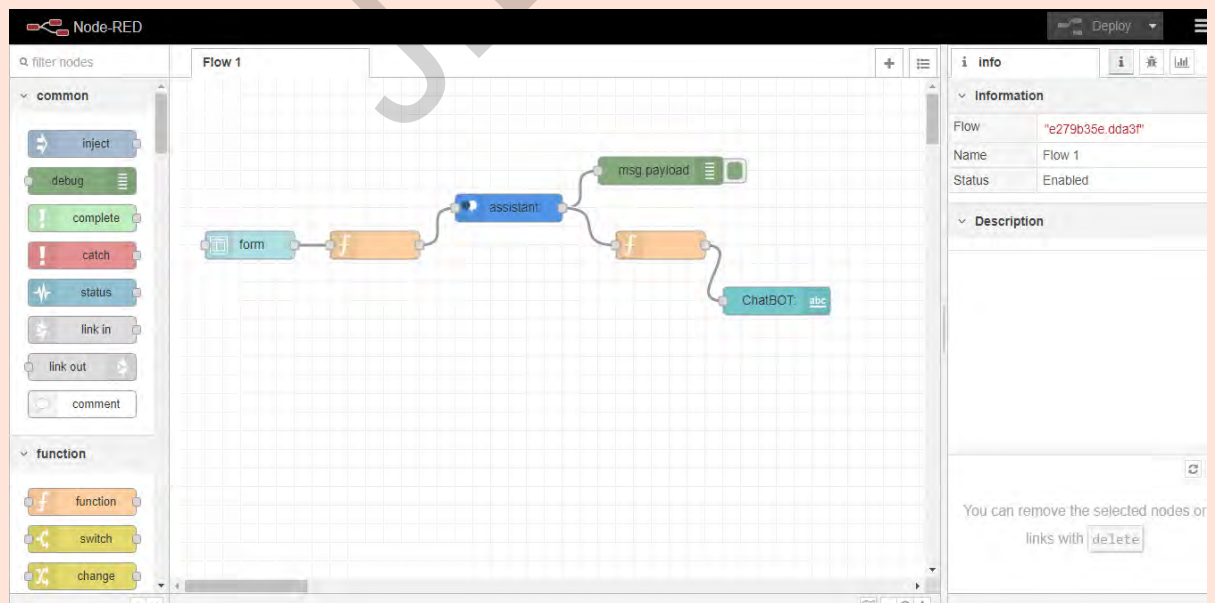 Node-RED
Deploy
filter nodes
Flow 1
i info
i
common
Information
inject
Flow "e279b35e.dda3f"
Name Flow 1
Status Enabled
debug
msg.payload
complete
assistant
Description
form
f
f
catch
status
ChatBOT abc
link in
link out
comment
function
f function
You can remove the selected nodes or
links with delete
switch
change